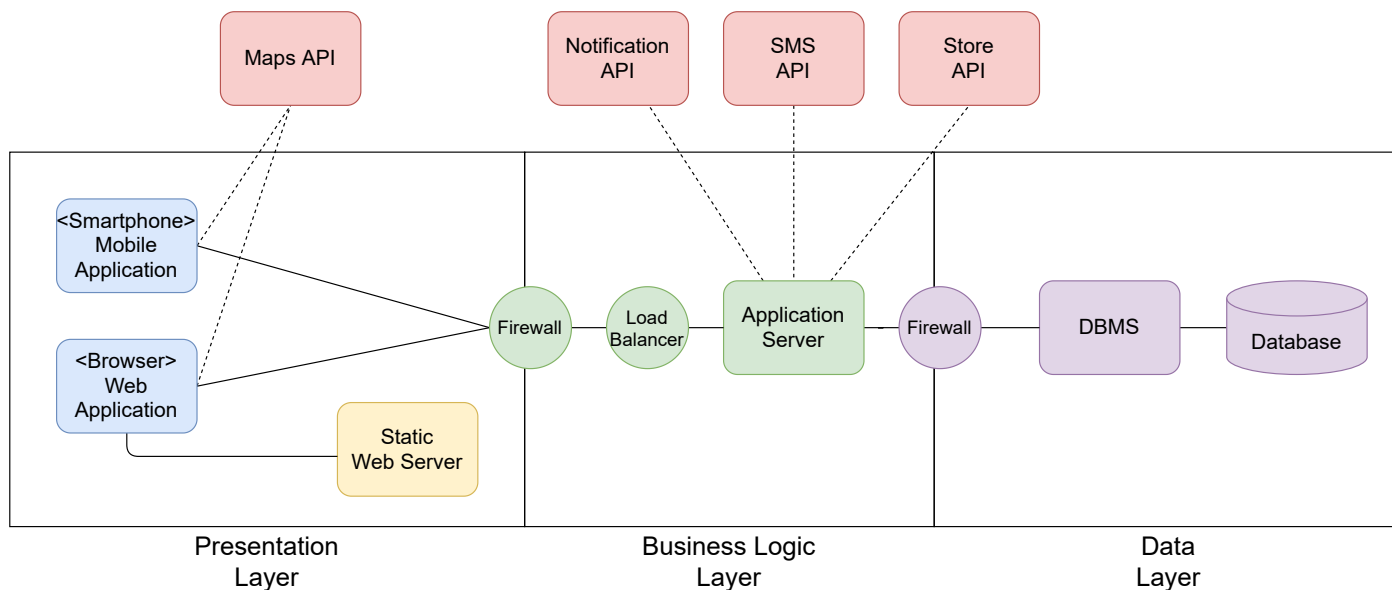 Maps API
Notification
API
SMS
API
Store
API
<Smartphone>
Mobile
Application
<Browser>
Web
Application
Static
Web Server
Firewall
Load
Balancer
Application
Server
Firewall
DBMS
Database
Presentation
Layer
Business Logic
Layer
Data
Layer